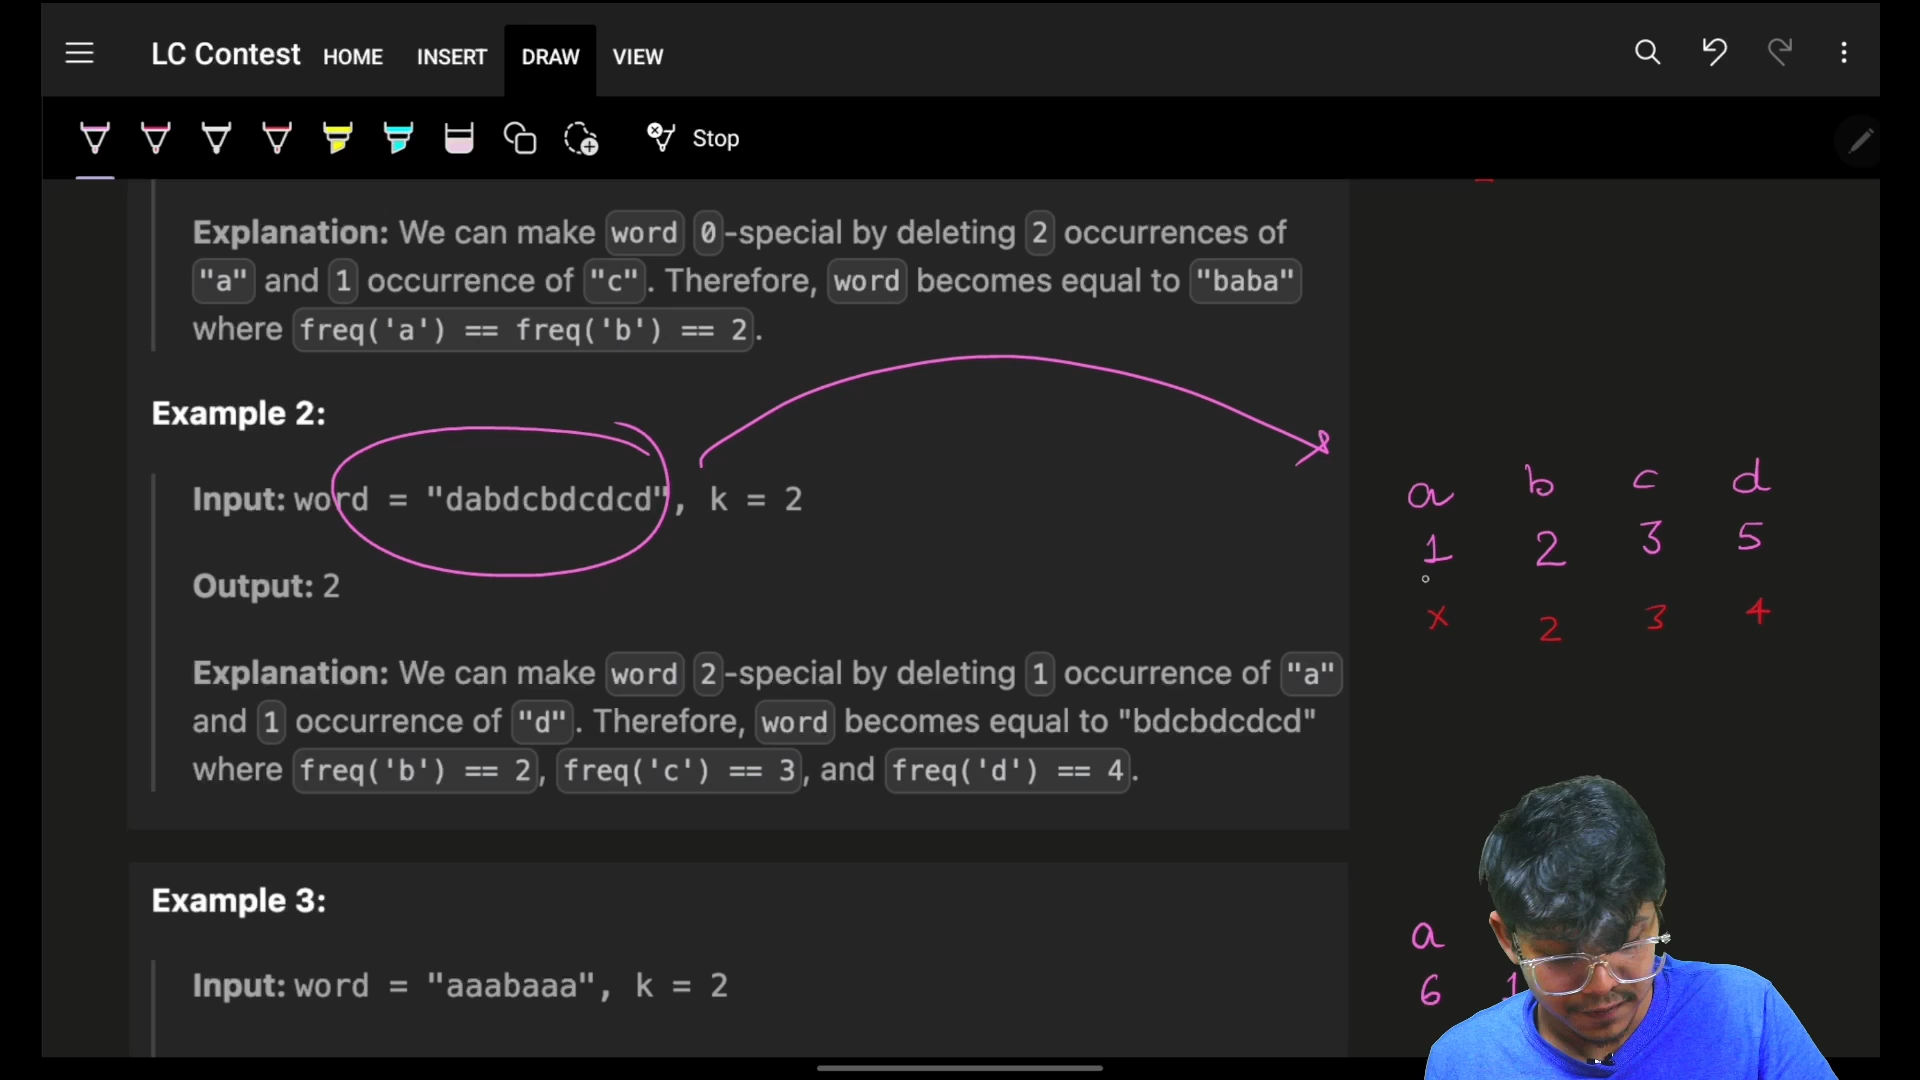 LC Contest HOME INSERT DRAW VIEW
Stop
Explanation: We can make word 0-special by deleting 2 occurrences of
"a" and 1 occurrence of "c". Therefore, word becomes equal to "baba"
where freq('a') == freq('b') == 2.
Example 2:
Input: word = "dabdcbdcdcd", k = 2
Output: 2
Explanation: We can make word 2-special by deleting 1 occurrence of "a"
and 1 occurrence of "d". Therefore, word becomes equal to "bdcbdcdcd"
where freq('b') == 2, freq('c') == 3, and freq('d') == 4.
Example 3:
Input: word = "aaabaaa", k = 2
a b c d
1 2 3 5
x 2 3 4
a
6 1